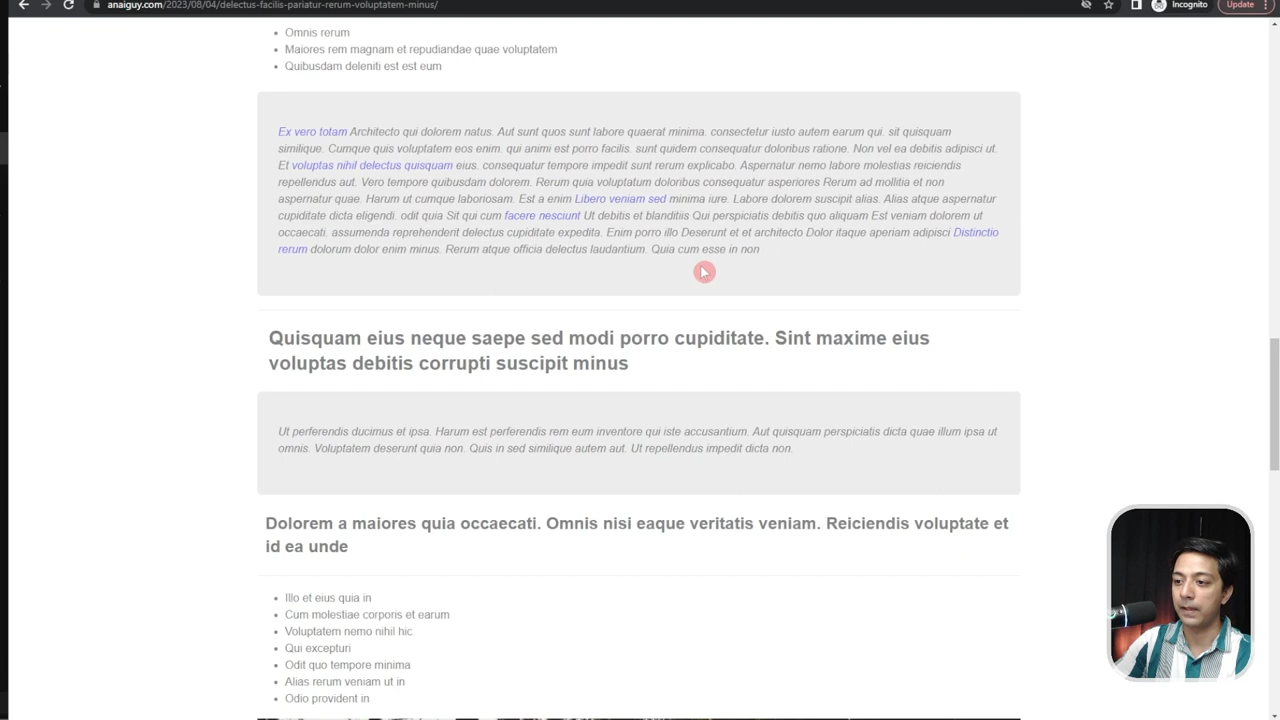 anaiguy.com/2023/08/04/delectus-facilis-pariatur-rerum-voluptatem-minus/
Incognito
Update
Omnis rerum
Maiores rem magnam et repudiandae quae voluptatem
Quibusdam deleniti est est eum
Ex vero totam Architecto qui dolorem natus. Aut sunt quos sunt labore quaerat minima. consectetur iusto autem earum qui. sit quisquam
similique. Cumque quis voluptatem eos enim. qui animi est porro facilis. sunt quidem consequatur doloribus ratione. Non vel ea debitis adipisci ut.
Et voluptas nihil delectus quisquam eius. consequatur tempore impedit sunt rerum explicabo. Aspernatur nemo labore molestias reiciendis
repellendus aut. Vero tempore quibusdam dolorem. Rerum quia voluptatum doloribus consequatur asperiores Rerum ad mollitia et non
aspernatur quae. Harum ut cumque laboriosam. Est a enim Libero veniam sed minima iure. Labore dolorem suscipit alias. Alias atque aspernatur
cupiditate dicta eligendi. odit quia Sit qui cum facere nesciunt Ut debitis et blanditiis Qui perspiciatis debitis quo aliquam Est veniam dolorem ut
occaecati. assumenda reprehenderit delectus cupiditate expedita. Enim porro illo Deserunt et et architecto Dolor itaque aperiam adipisci Distinctio
rerum dolorum dolor enim minus. Rerum atque officia delectus laudantium. Quia cum esse in non
Quisquam eius neque saepe sed modi porro cupiditate. Sint maxime eius
voluptas debitis corrupti suscipit minus
Ut perferendis ducimus et ipsa. Harum est perferendis rem eum inventore qui iste accusantium. Aut quisquam perspiciatis dicta quae illum ipsa ut
omnis. Voluptatem deserunt quia non. Quis in sed similique autem aut. Ut repellendus impedit dicta non.
Dolorem a maiores quia occaecati. Omnis nisi eaque veritatis veniam. Reiciendis voluptate et
id ea unde
Illo et eius quia in
Cum molestiae corporis et earum
Voluptatem nemo nihil hic
Qui excepturi
Odit quo tempore minima
Alias rerum veniam ut in
Odio provident in